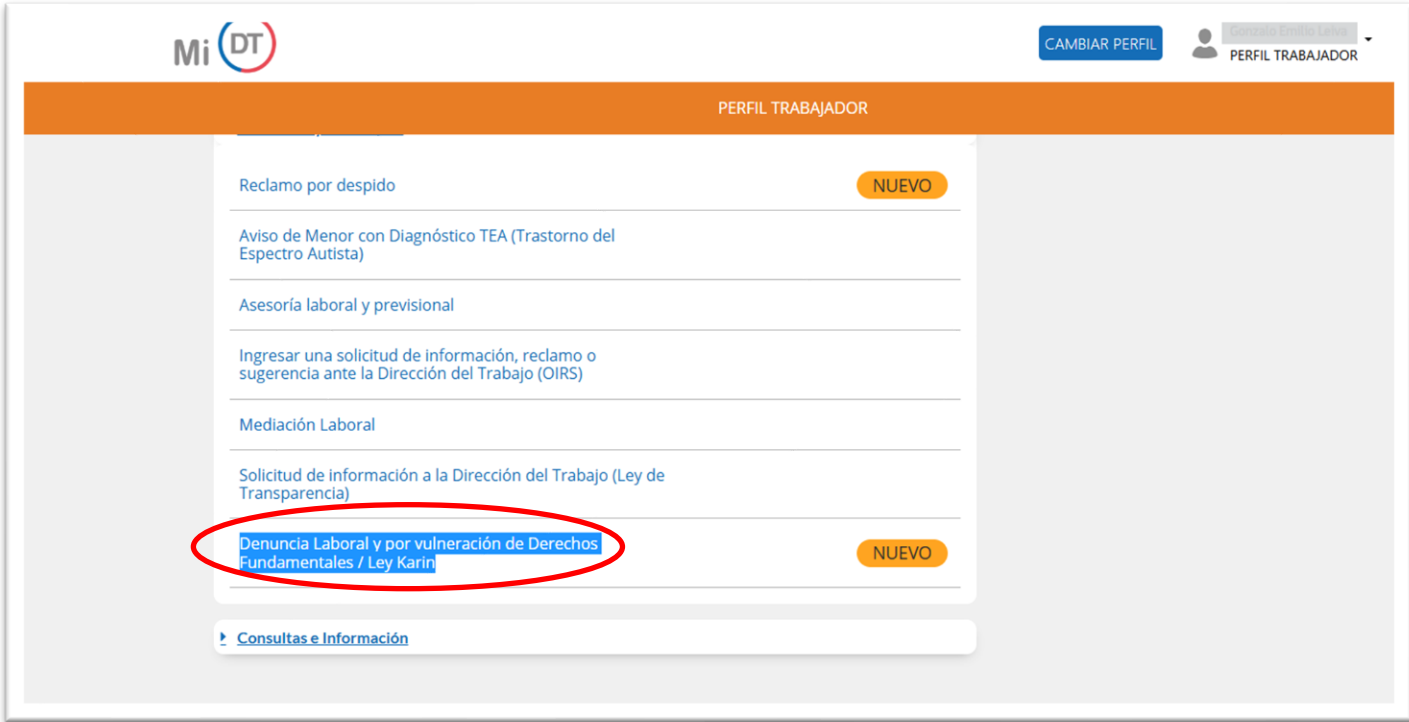 Mi DT
CAMBIAR PERFIL
Gonzalo Emilio Leiva
PERFIL TRABAJADOR
PERFIL TRABAJADOR
Reclamo por despido
NUEVO
Aviso de Menor con Diagnóstico TEA (Trastorno del
Espectro Autista)
Asesoría laboral y previsional
Ingresar una solicitud de información, reclamo o
sugerencia ante la Dirección del Trabajo (OIRS)
Mediación Laboral
Solicitud de información a la Dirección del Trabajo (Ley de
Transparencia)
Denuncia Laboral y por vulneración de Derechos
Fundamentales / Ley Karin
NUEVO
Consultas e Información